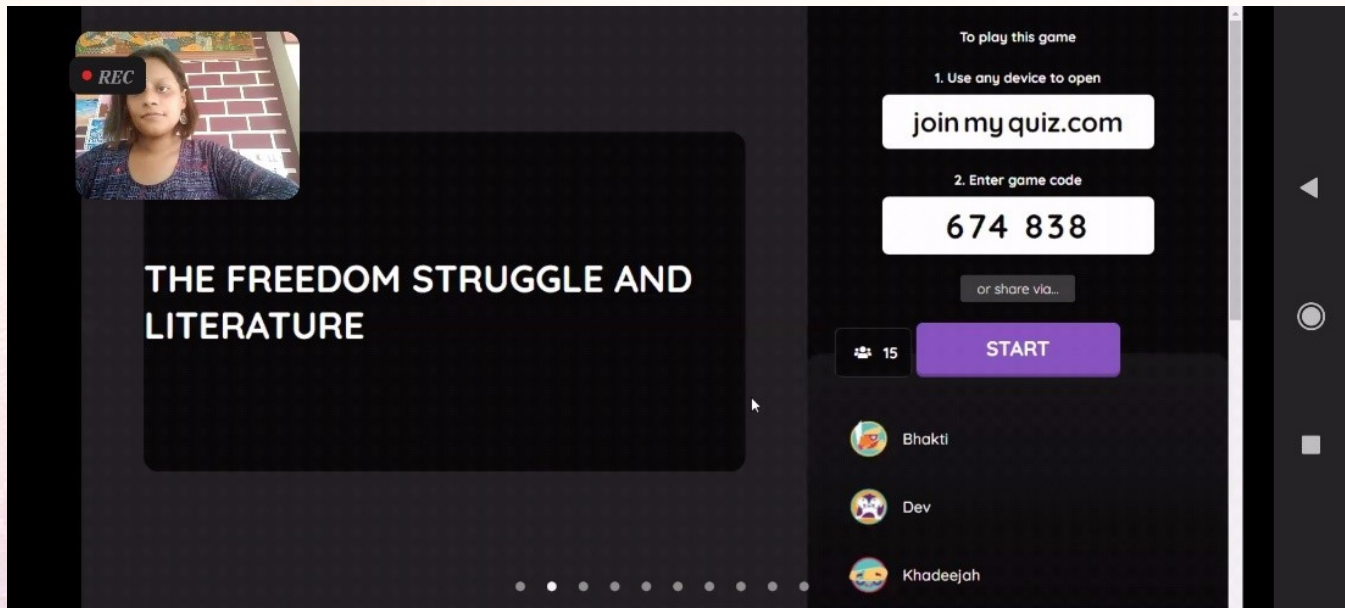 REC
THE FREEDOM STRUGGLE AND
LITERATURE
To play this game
1. Use any device to open
joinmyquiz.com
2. Enter game code
674 838
or share via...
15
START
Bhakti
Dev
Khadeejah